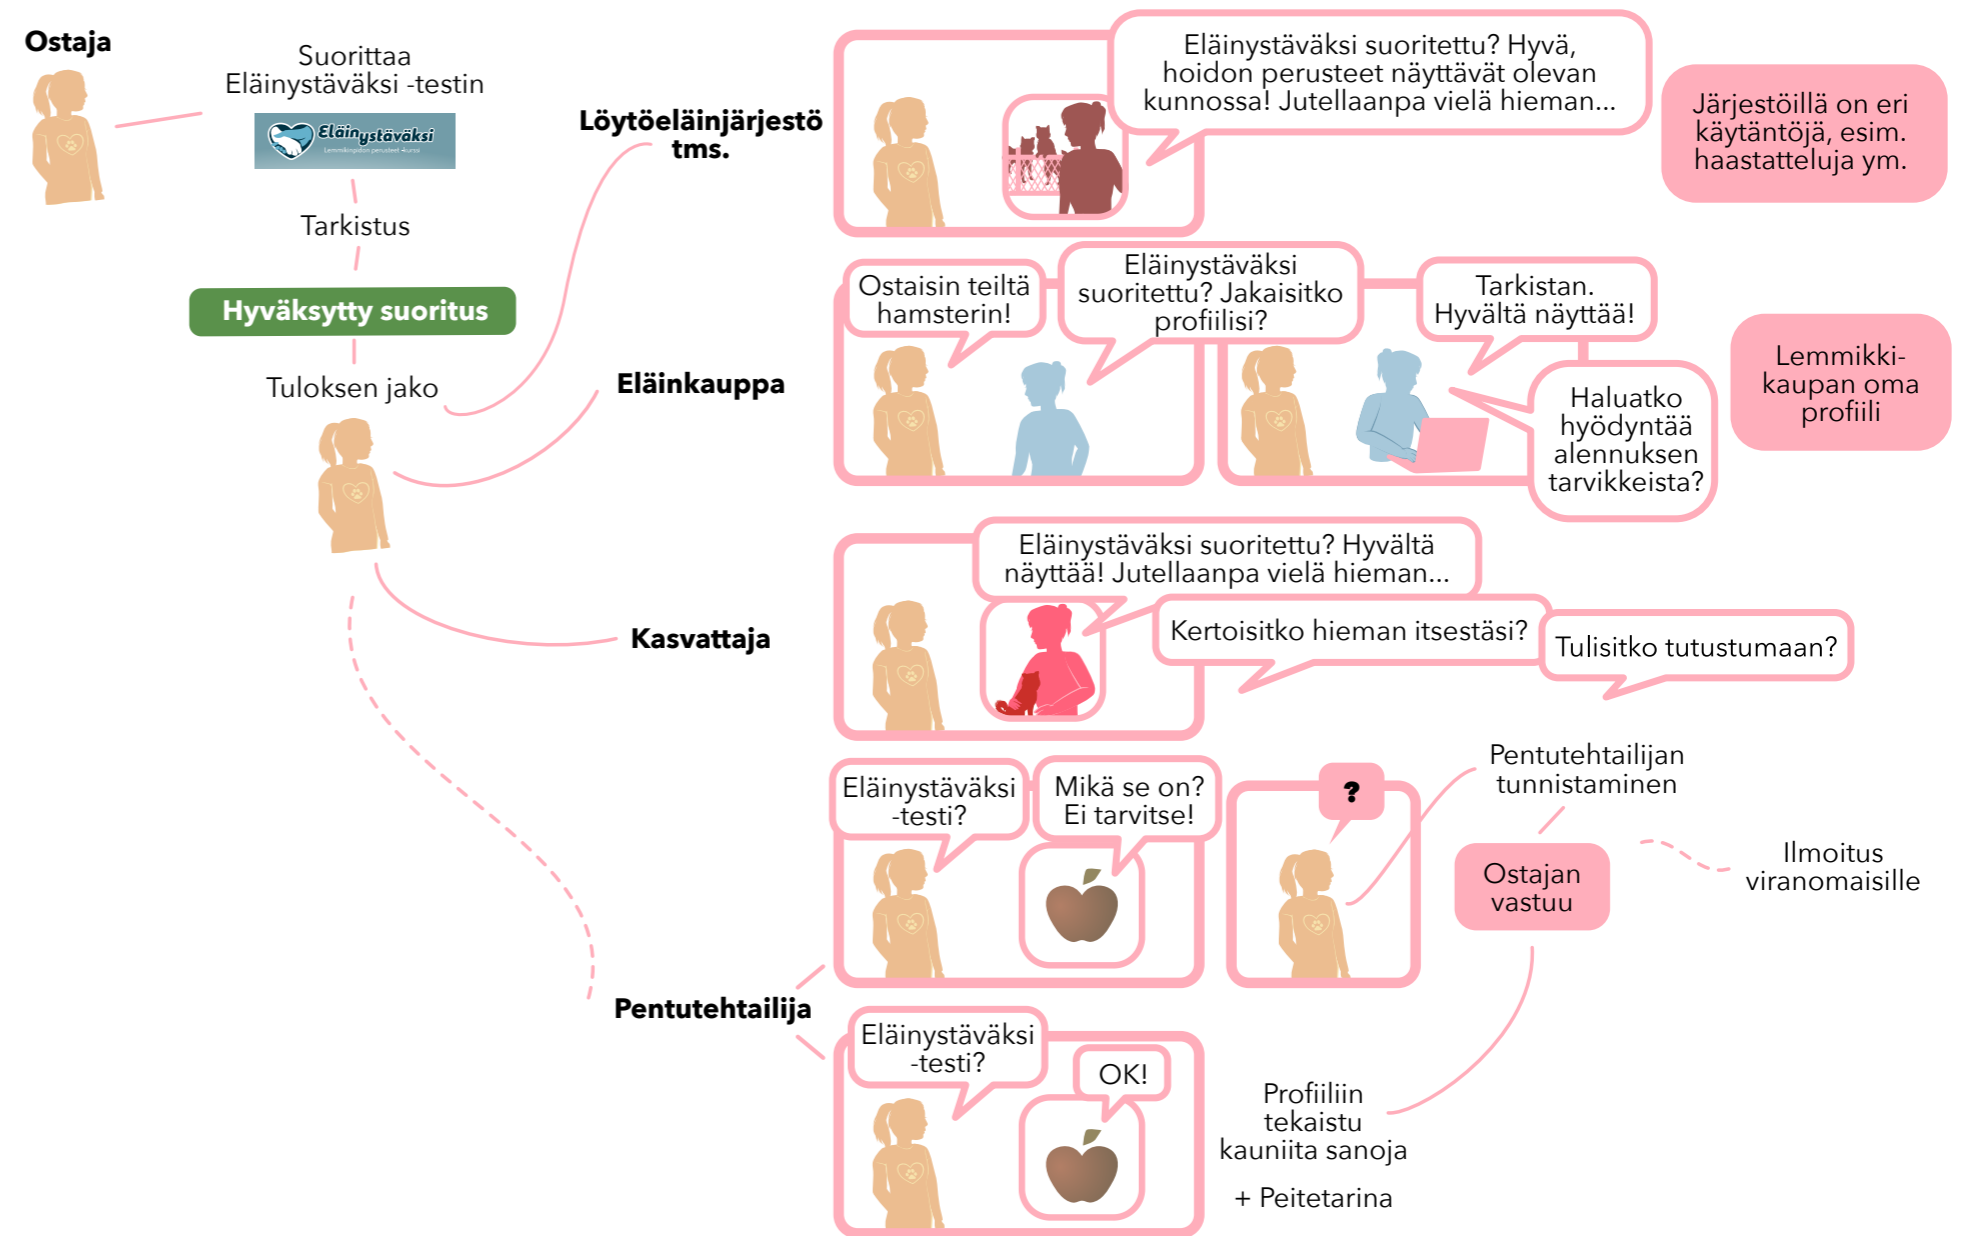 Ostaja
Suorittaa
Eläinystäväksi -testin
Eläinystäväksi
Lemmikinpidon perusteet -kurssi
Tarkistus
Hyväksytty suoritus
Tuloksen jako
Löytöeläinjärjestö
tms.
Eläinystäväksi suoritettu? Hyvä,
hoidon perusteet näyttävät olevan
kunnossa! Jutellaanpa vielä hieman...
Järjestöillä on eri
käytäntöjä, esim.
haastatteluja ym.
Eläinkauppa
Ostaisin teiltä
hamsterin!
Eläinystäväksi
suoritettu? Jakaisitko
profiilisi?
Tarkistan.
Hyvältä näyttää!
Haluatko
hyödyntää
alennuksen
tarvikkeista?
Lemmikki-
kaupan oma
profiili
Kasvattaja
Eläinystäväksi suoritettu? Hyvältä
näyttää! Jutellaanpa vielä hieman...
Kertoisitko hieman itsestäsi?
Tulisitko tutustumaan?
Pentutehtailija
Eläinystäväksi
-testi?
Mikä se on?
Ei tarvitse!
?
Pentutehtailijan
tunnistaminen
Ostajan
vastuu
Ilmoitus
viranomaisille
Eläinystäväksi
-testi?
OK!
Profiiliin
tekaistu
kauniita sanoja
+ Peitetarina